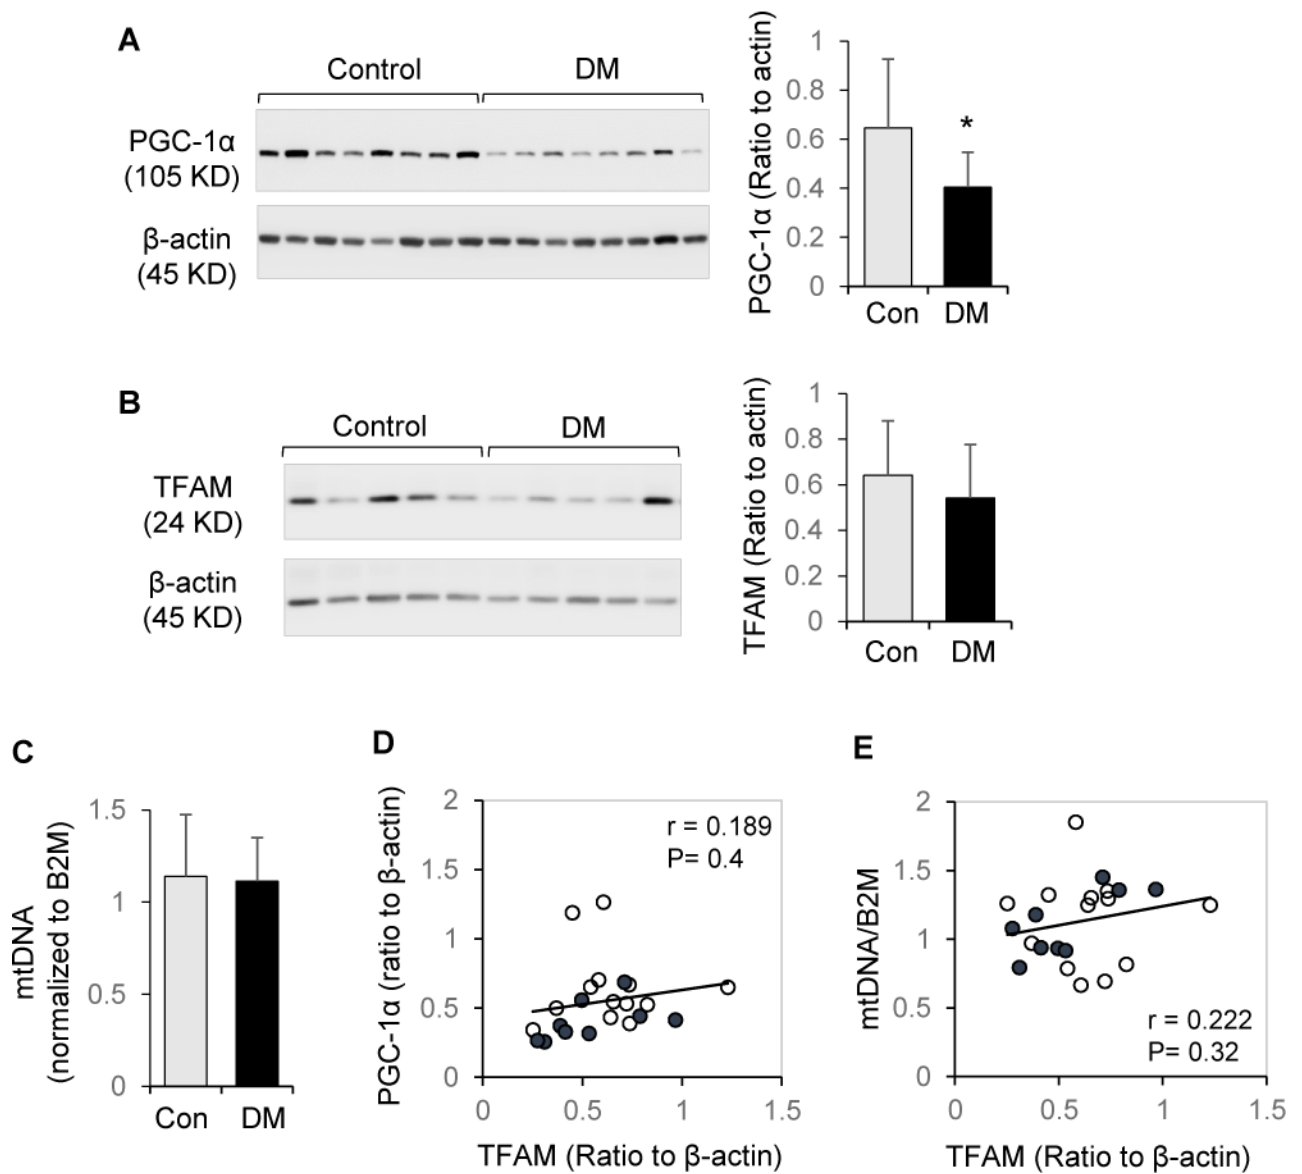 A
Control
DM
PGC-1α
(105 KD)
β-actin
(45 KD)
PGC-1α (Ratio to actin)
1
0.8
0.6
0.4
0.2
0
*
Con
DM
B
Control
DM
TFAM
(24 KD)
β-actin
(45 KD)
TFAM (Ratio to actin)
1
0.8
0.6
0.4
0.2
0
Con
DM
C
mtDNA
(normalized to B2M)
1.5
1
0.5
0
Con
DM
D
PGC-1α (ratio to β-actin)
2
1.5
1
0.5
0
r = 0.189
P= 0.4
0
0.5
1
1.5
TFAM (Ratio to β-actin)
E
mtDNA/B2M
2
1.5
1
0.5
0
r = 0.222
P= 0.32
0
0.5
1
1.5
TFAM (Ratio to β-actin)